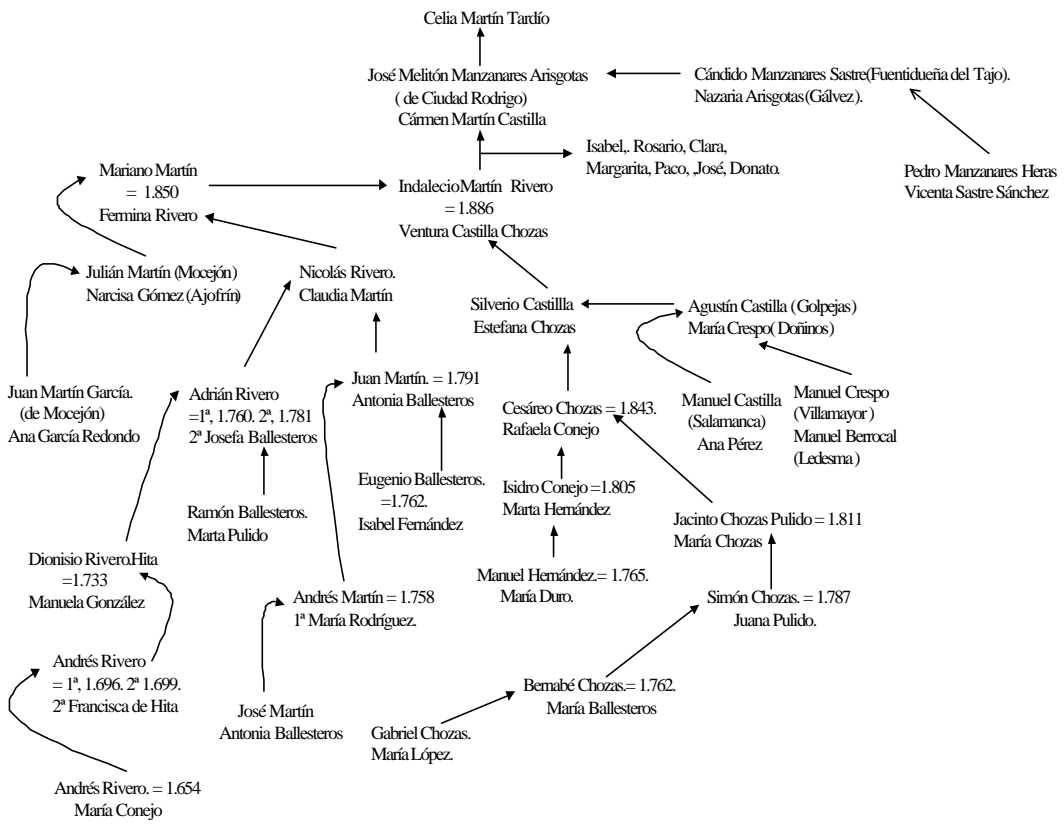 Celia Martín Tardío
José Melitón Manzanares Arisgotas
( de Ciudad Rodrigo)
Cármen Martín Castilla
Cándido Manzanares Sastre(Fuentidueña del Tajo).
Nazaria Arisgotas(Gálvez).
Isabel,. Rosario, Clara,
Margarita, Paco, ,José, Donato.
Pedro Manzanares Heras
Vicenta Sastre Sánchez
Mariano Martín
= 1.850
Fermina Rivero
Indalecio Martín Rivero
= 1.886
Ventura Castilla Chozas
Julián Martín (Mocejón)
Narcisa Gómez (Ajofrín)
Nicolás Rivero.
Claudia Martín
Silverio Castillla
Estefana Chozas
Agustín Castilla (Golpejas)
María Crespo( Doñinos)
Juan Martín García.
(de Mocejón)
Ana García Redondo
Adrián Rivero
=1ª, 1.760. 2ª, 1.781
2ª Josefa Ballesteros
Juan Martín. = 1.791
Antonia Ballesteros
Cesáreo Chozas = 1.843.
Rafaela Conejo
Manuel Castilla
(Salamanca)
Ana Pérez
Manuel Crespo
(Villamayor )
Manuel Berrocal
(Ledesma )
Ramón Ballesteros.
Marta Pulido
Eugenio Ballesteros.
=1.762.
Isabel Fernández
Isidro Conejo =1.805
Marta Hernández
Jacinto Chozas Pulido = 1.811
María Chozas
Dionisio Rivero.Hita
=1.733
Manuela González
Andrés Martín = 1.758
1ª María Rodríguez.
Manuel Hernández.= 1.765.
María Duro.
Simón Chozas. = 1.787
Juana Pulido.
Andrés Rivero
= 1ª, 1.696. 2ª 1.699.
2ª Francisca de Hita
José Martín
Antonia Ballesteros
Gabriel Chozas.
María López.
Bernabé Chozas.= 1.762.
María Ballesteros
Andrés Rivero. = 1.654
María Conejo